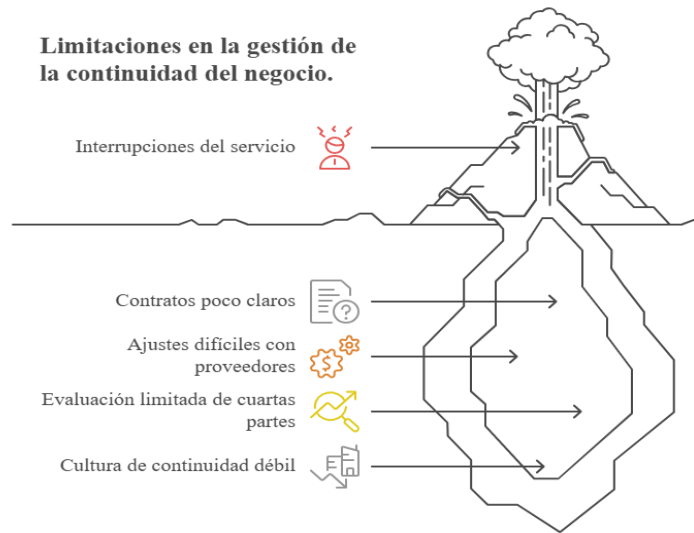 Limitaciones en la gestión de
la continuidad del negocio.
Interrupciones del servicio
Contratos poco claros
Ajustes difíciles con
proveedores
Evaluación limitada de cuartas
partes
Cultura de continuidad débil